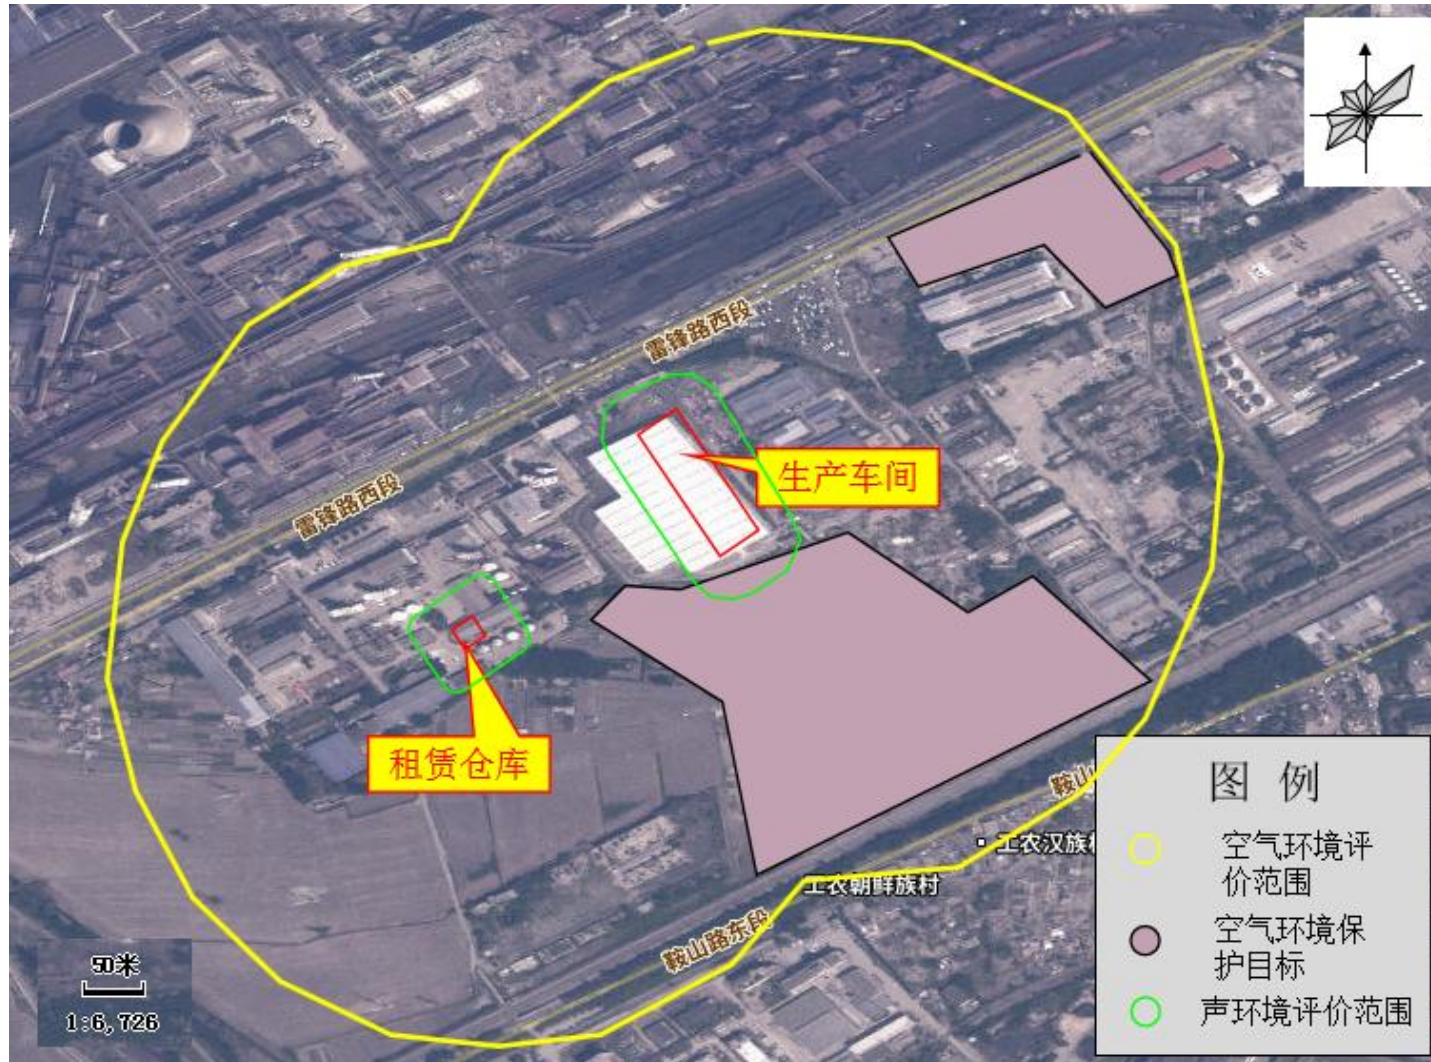 雷锋路西段
生产车间
雷锋路西段
租赁仓库
鞍山
工农汉族村
工农朝鲜族村
鞍山路东段
50米
1:6,726
图 例
空气环境评
价范围
空气环境保
护目标
声环境评价范围